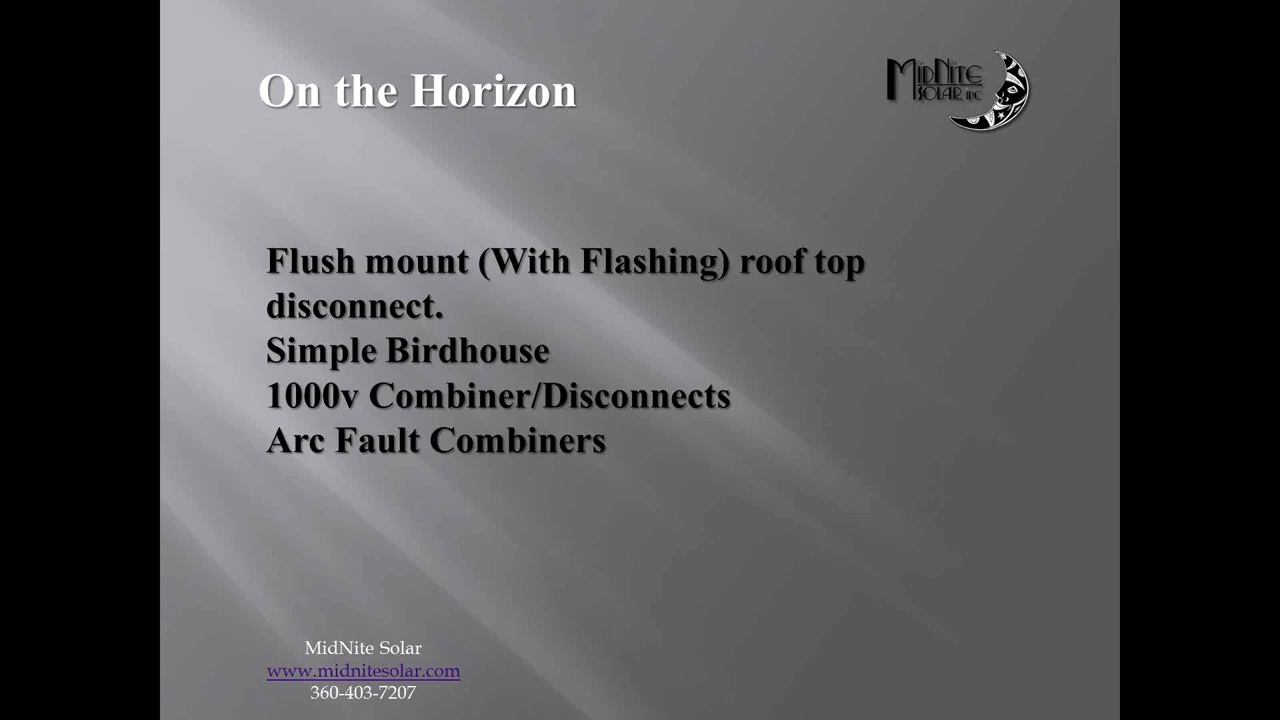 On the Horizon
MIDNITE
SOLAR, INC
Flush mount (With Flashing) roof top
disconnect.
Simple Birdhouse
1000v Combiner/Disconnects
Arc Fault Combiners
MidNite Solar
www.midnitesolar.com
360-403-7207